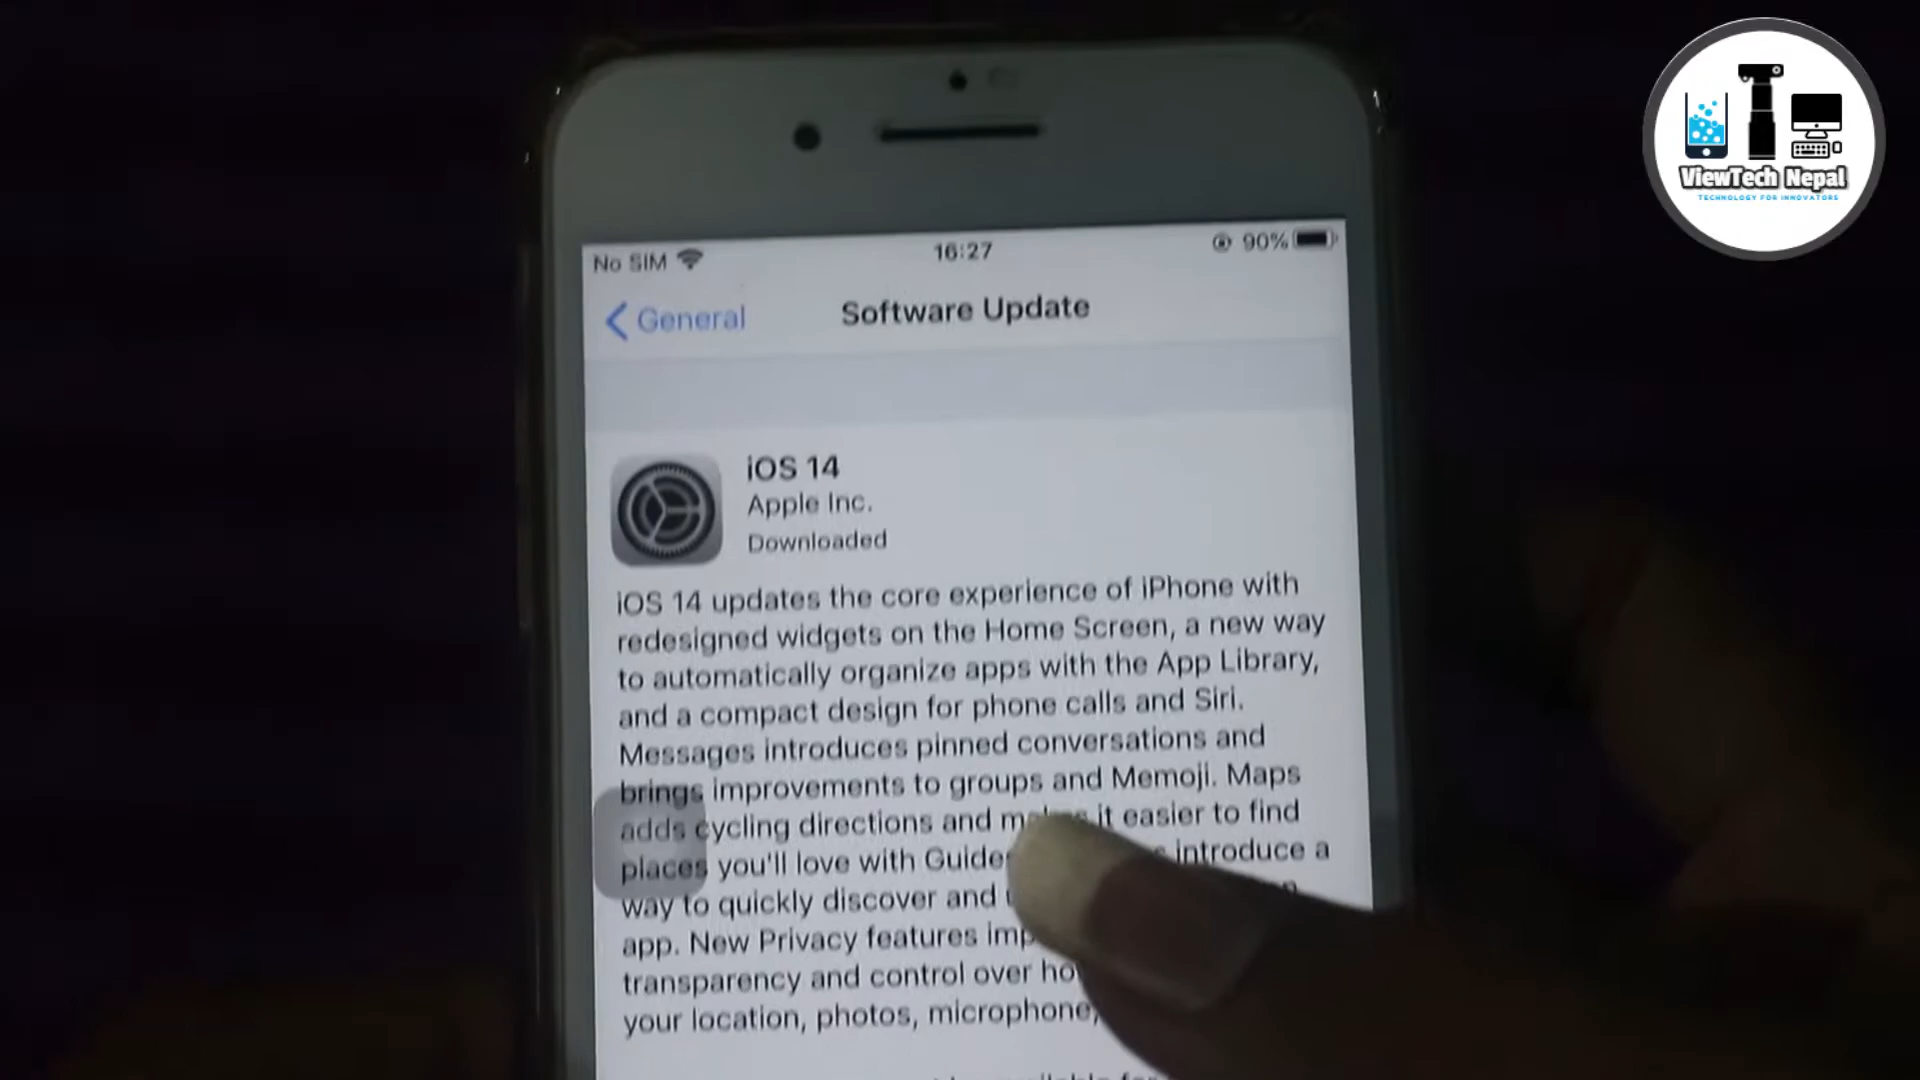 ViewTech Nepal
TECHNOLOGY FOR INNOVATORS
No SIM 16:27 90%
General Software Update
iOS 14
Apple Inc.
Downloaded
iOS 14 updates the core experience of iPhone with
redesigned widgets on the Home Screen, a new way
to automatically organize apps with the App Library,
and a compact design for phone calls and Siri.
Messages introduces pinned conversations and
brings improvements to groups and Memoji. Maps
adds cycling directions and makes it easier to find
places you'll love with introduce a
way to quickly discover and
app. New Privacy features
transparency and control over
your location, photos, microphone,